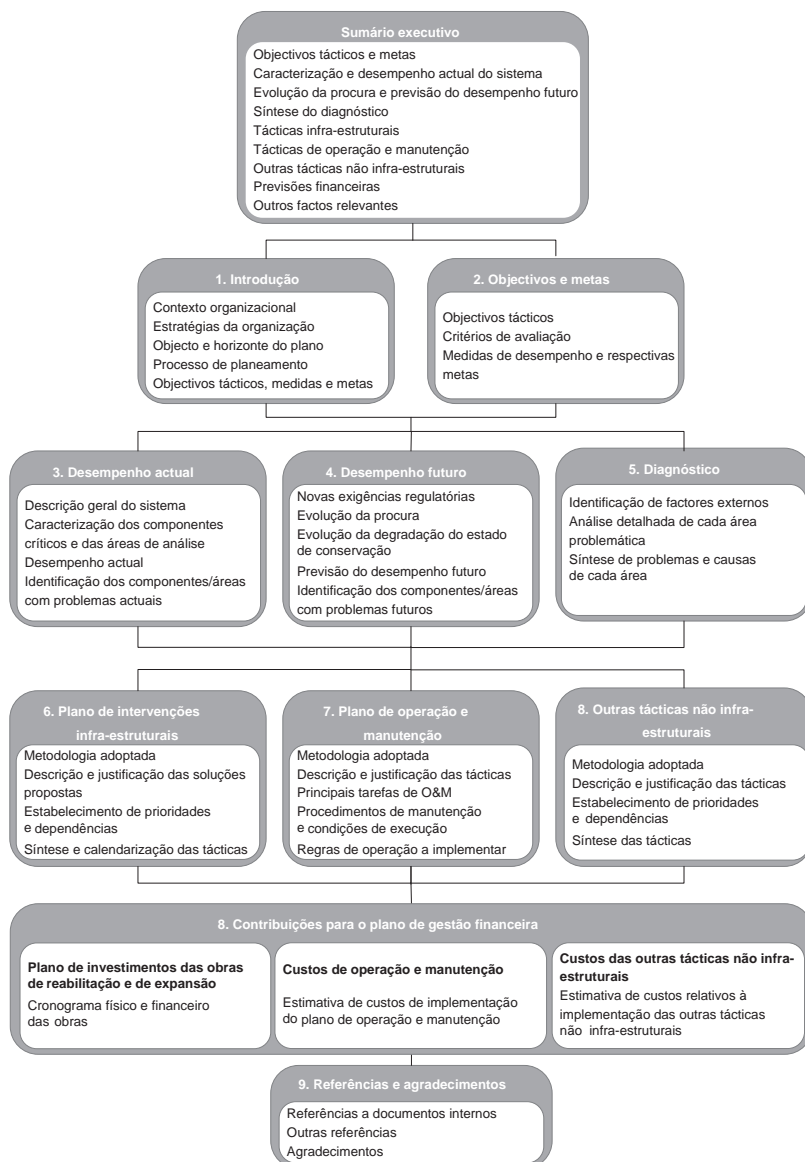 Sumário executivo
Objectivos tácticos e metas
Caracterização e desempenho actual do sistema
Evolução da procura e previsão do desempenho futuro
Síntese do diagnóstico
Tácticas infra-estruturais
Tácticas de operação e manutenção
Outras tácticas não infra-estruturais
Previsões financeiras
Outros factos relevantes
1. Introdução
Contexto organizacional
Estratégias da organização
Objecto e horizonte do plano
Processo de planeamento
Objectivos tácticos, medidas e metas
2. Objectivos e metas
Objectivos tácticos
Critérios de avaliação
Medidas de desempenho e respectivas
metas
3. Desempenho actual
Descrição geral do sistema
Caracterização dos componentes
críticos e das áreas de análise
Desempenho actual
Identificação dos componentes/áreas
com problemas actuais
4. Desempenho futuro
Novas exigências regulatórias
Evolução da procura
Evolução da degradação do estado
de conservação
Previsão do desempenho futuro
Identificação dos componentes/áreas
com problemas futuros
5. Diagnóstico
Identificação de factores externos
Análise detalhada de cada área
problemática
Síntese de problemas e causas
de cada área
6. Plano de intervenções
infra-estruturais
Metodologia adoptada
Descrição e justificação das soluções
propostas
Estabelecimento de prioridades
e dependências
Síntese e calendarização das tácticas
7. Plano de operação e
manutenção
Metodologia adoptada
Descrição e justificação das tácticas
Principais tarefas de O&M
Procedimentos de manutenção
e condições de execução
Regras de operação a implementar
8. Outras tácticas não infra-
estruturais
Metodologia adoptada
Descrição e justificação das tácticas
Estabelecimento de prioridades
e dependências
Síntese das tácticas
8. Contribuições para o plano de gestão financeira
Plano de investimentos das obras
de reabilitação e de expansão
Cronograma físico e financeiro
das obras
Custos de operação e manutenção
Estimativa de custos de implementação
do plano de operação e manutenção
Custos das outras tácticas não infra-
estruturais
Estimativa de custos relativos à
implementação das outras tácticas
não infra-estruturais
9. Referências e agradecimentos
Referências a documentos internos
Outras referências
Agradecimentos